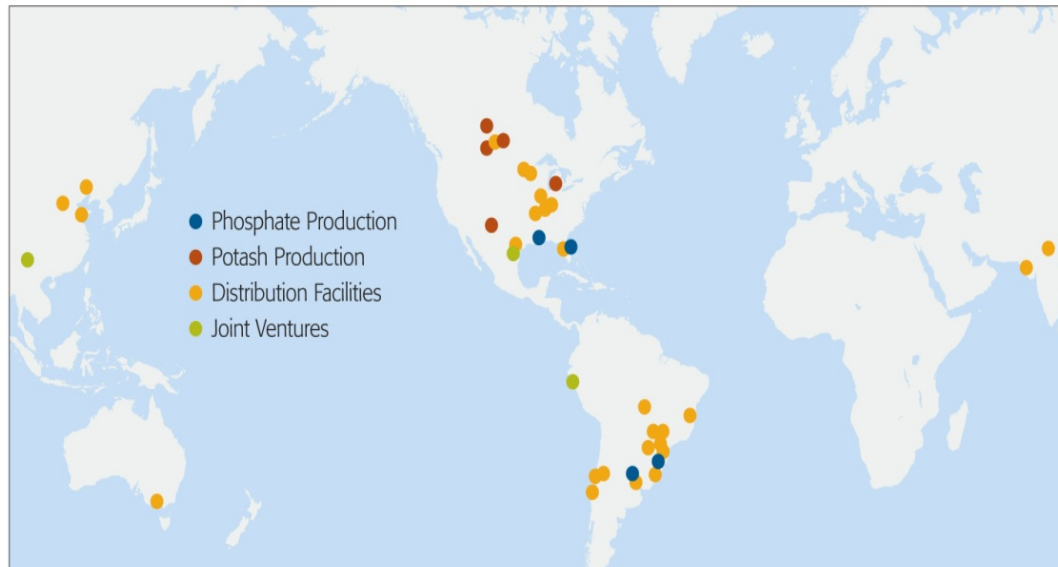 Phosphate Production
Potash Production
Distribution Facilities
Joint Ventures